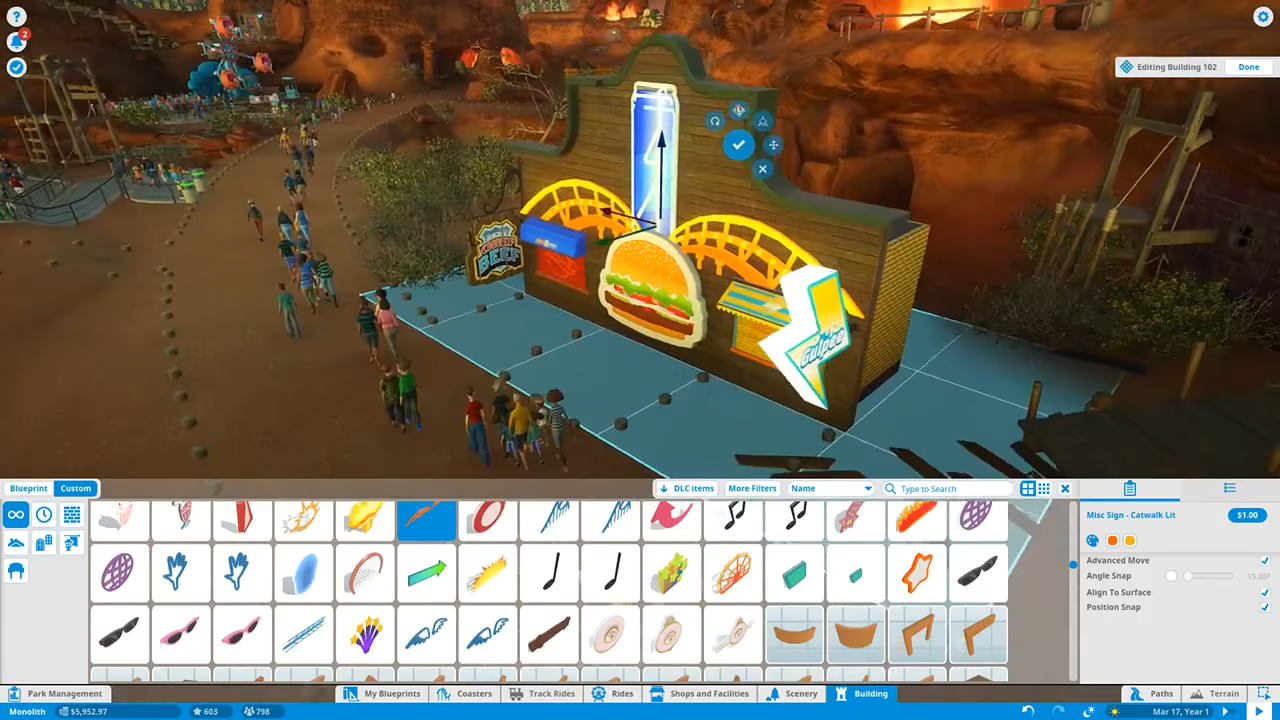 ?
2
Editing Building 102
Done
BEEF
Gulpee
Blueprint
Custom
DLC items
More Filters
Name
Type to Search
Misc Sign - Catwalk Lit
$1.00
Advanced Move
Angle Snap
15.00°
Align To Surface
Position Snap
Park Management
My Blueprints
Coasters
Track Rides
Rides
Shops and Facilities
Scenery
Building
Paths
Terrain
Monolith
$5,952.97
603
798
Mar 17, Year 1